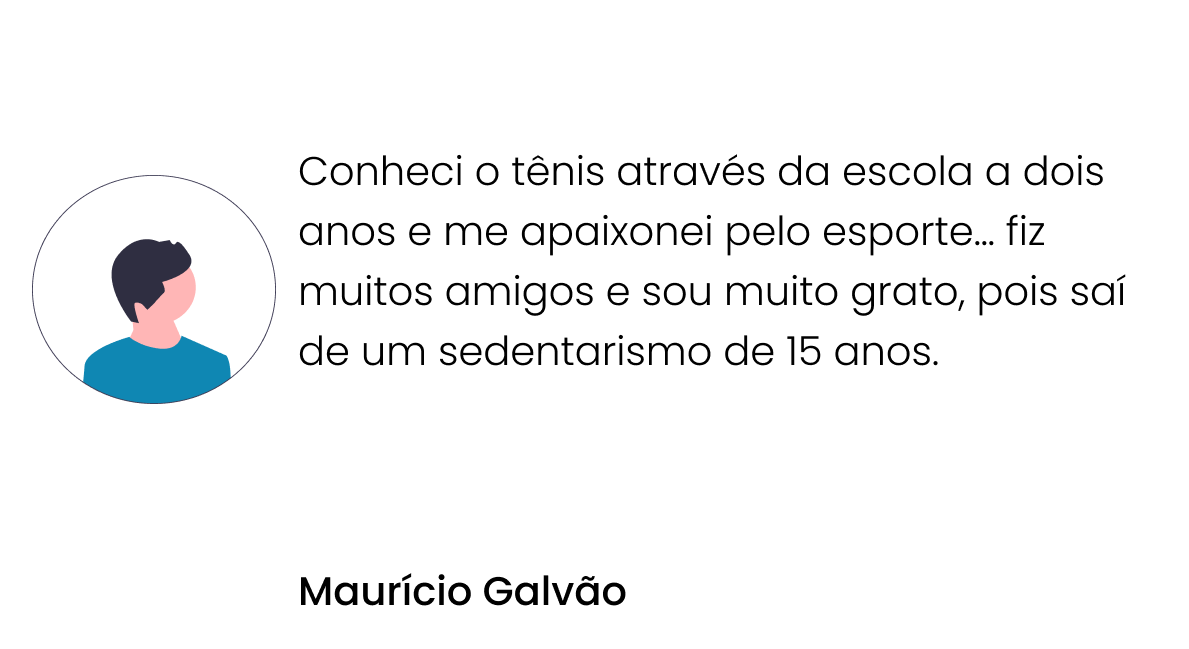 Conheci o tênis através da escola a dois
anos e me apaixonei pelo esporte... fiz
muitos amigos e sou muito grato, pois saí
de um sedentarismo de 15 anos.
Maurício Galvão